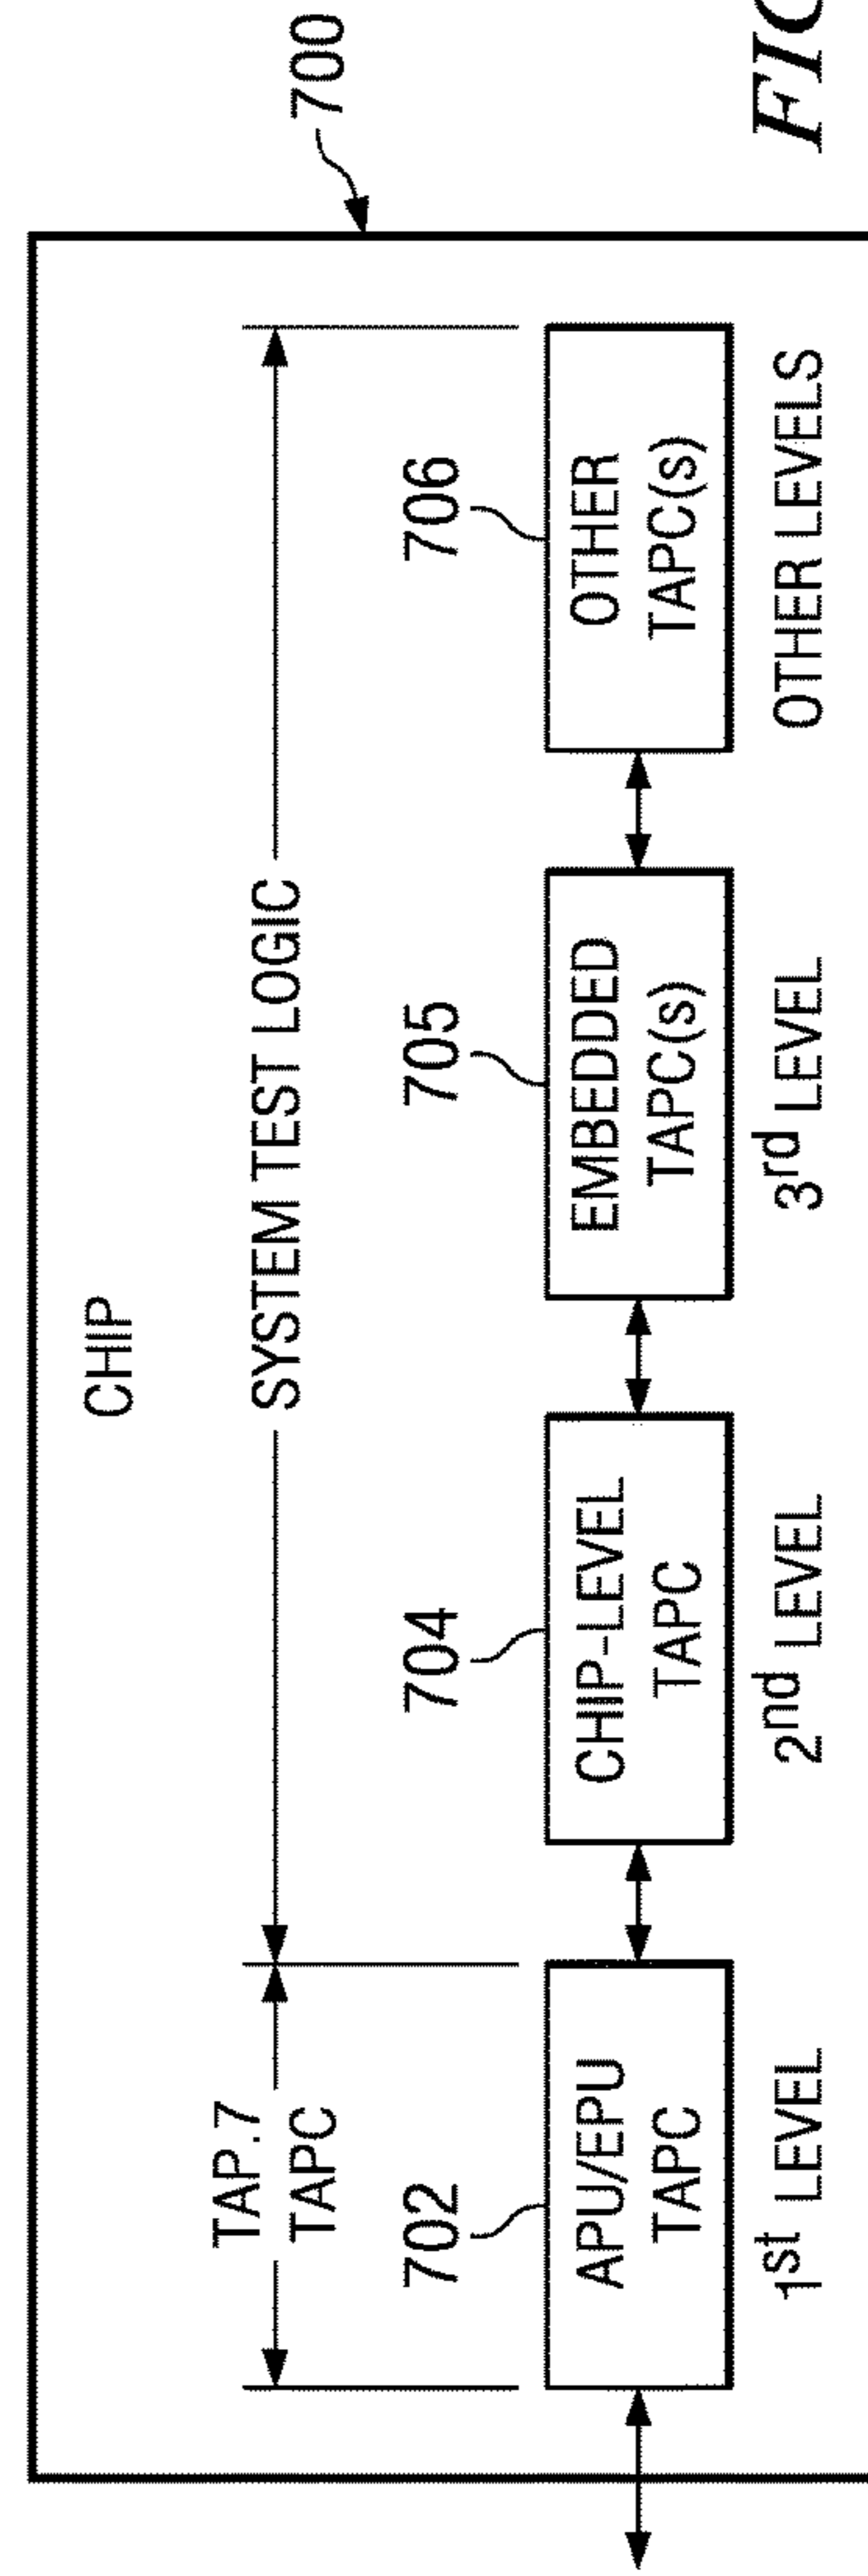 CHIP
700
TAP.7
TAPC
SYSTEM TEST LOGIC
702
704
705
706
APU/EPU
TAPC
CHIP-LEVEL
TAPC
EMBEDDED
TAPC(s)
OTHER
TAPC(s)
1st LEVEL
2nd LEVEL
3rd LEVEL
OTHER LEVELS